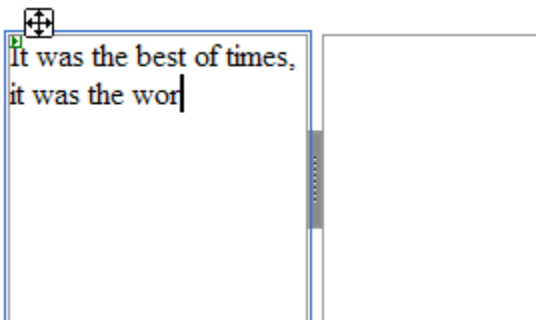 It was the best of times,
it was the wor